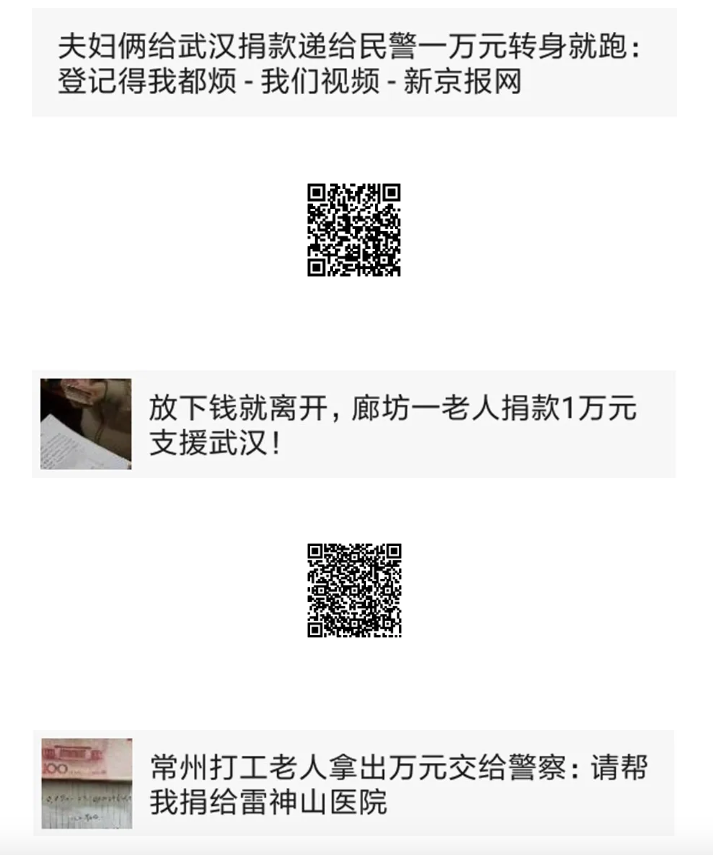 夫妇俩给武汉捐款递给民警一万元转身就跑：
登记得我都烦 - 我们视频 - 新京报网
放下钱就离开，廊坊一老人捐款1万元
支援武汉！
100
常州打工老人拿出万元交给警察：请帮
我捐给雷神山医院